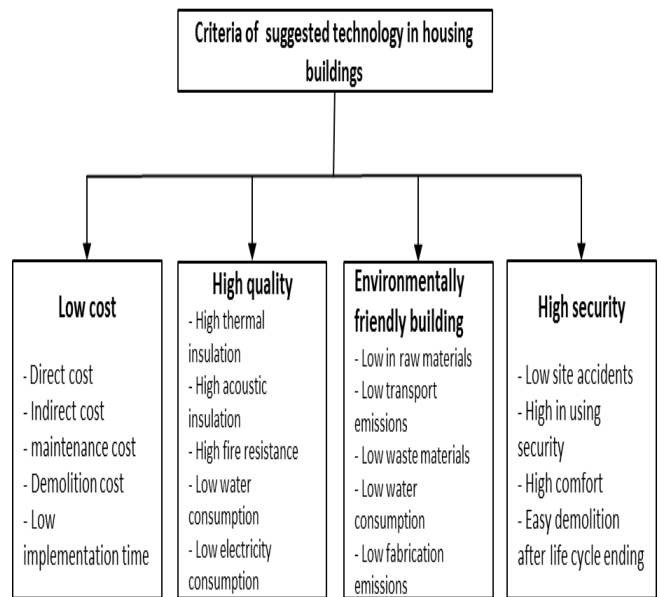 Criteria of suggested technology in housing
buildings
Low cost
- Direct cost
- Indirect cost
- maintenance cost
- Demolition cost
- Low
implementation time
High quality
- High thermal
insulation
- High acoustic
insulation
- High fire resistance
- Low water
consumption
- Low electricity
consumption
Environmentally
friendly building
- Low in raw materials
- Low transport
emissions
- Low waste materials
- Low water
consumption
- Low fabrication
emissions
High security
- Low site accidents
- High in using
security
- High comfort
- Easy demolition
after life cycle ending